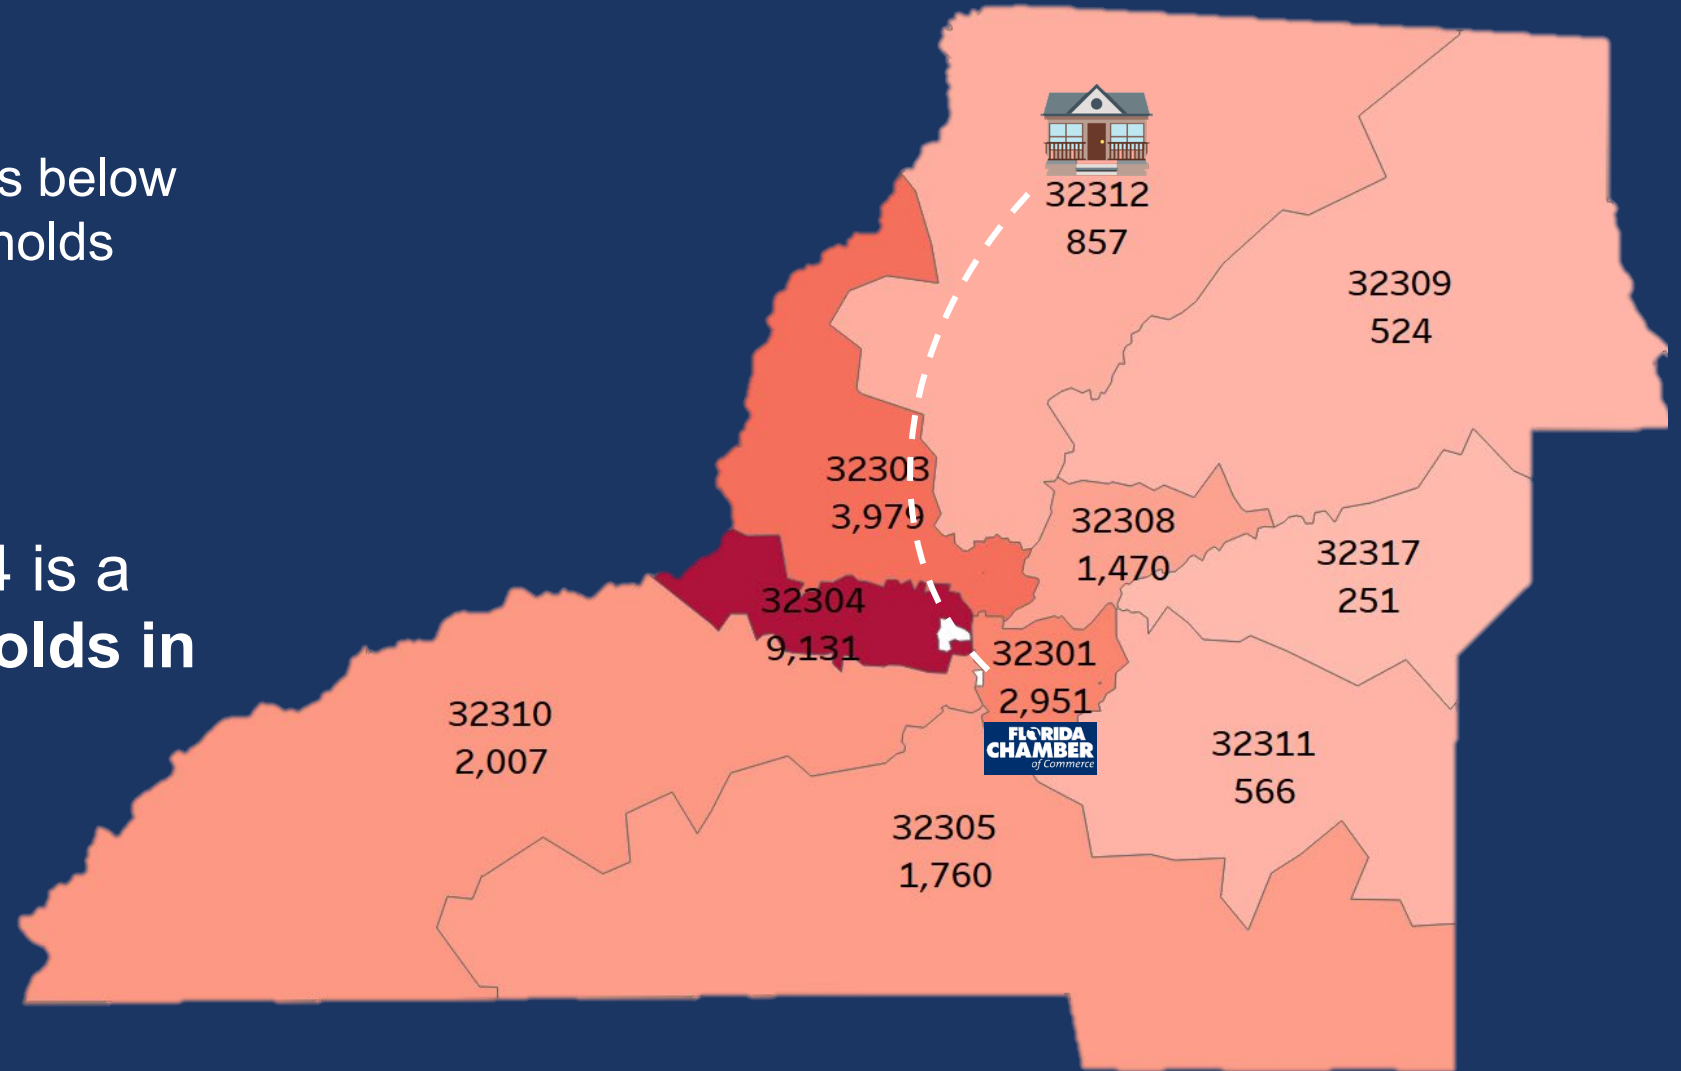 s below
holds
4 is a
olds in
32312
857
32309
524
32303
3,979
32308
1,470
32317
251
32304
9,131
32301
2,951
FLORIDA
CHAMBER
of Commerce
32310
2,007
32311
566
32305
1,760